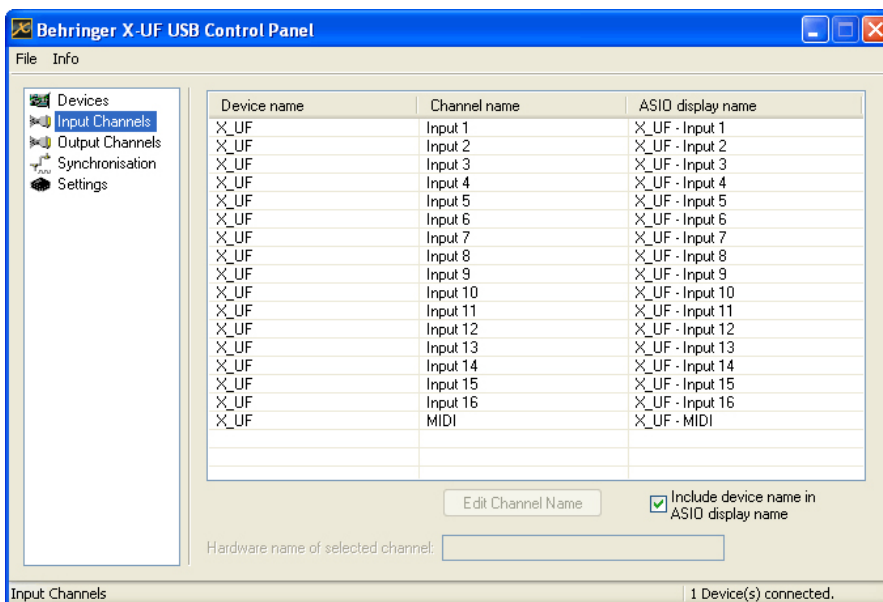 Behringer X-UF USB Control Panel
File Info
Devices
Input Channels
Output Channels
Synchronisation
Settings
Device name Channel name ASIO display name
X_UF Input 1 X_UF - Input 1
X_UF Input 2 X_UF - Input 2
X_UF Input 3 X_UF - Input 3
X_UF Input 4 X_UF - Input 4
X_UF Input 5 X_UF - Input 5
X_UF Input 6 X_UF - Input 6
X_UF Input 7 X_UF - Input 7
X_UF Input 8 X_UF - Input 8
X_UF Input 9 X_UF - Input 9
X_UF Input 10 X_UF - Input 10
X_UF Input 11 X_UF - Input 11
X_UF Input 12 X_UF - Input 12
X_UF Input 13 X_UF - Input 13
X_UF Input 14 X_UF - Input 14
X_UF Input 15 X_UF - Input 15
X_UF Input 16 X_UF - Input 16
X_UF MIDI X_UF - MIDI
Edit Channel Name
Include device name in
ASIO display name
Hardware name of selected channel:
Input Channels 1 Device(s) connected.